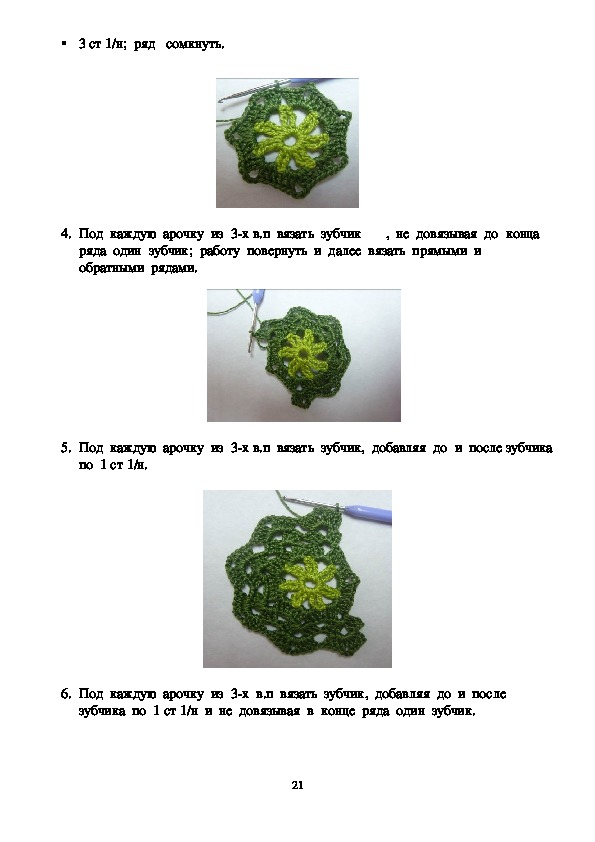 ▪ 3 ст 1/н; ряд сомкнуть.
4. Под каждую арочку из 3-х в.п вязать зубчик , не довязывая до конца
ряда один зубчик; работу повернуть и далее вязать прямыми и
обратными рядами.
5. Под каждую арочку из 3-х в.п вязать зубчик, добавляя до и после зубчика
по 1 ст 1/н.
6. Под каждую арочку из 3-х в.п вязать зубчик, добавляя до и после
зубчика по 1 ст 1/н и не довязывая в конце ряда один зубчик.
21